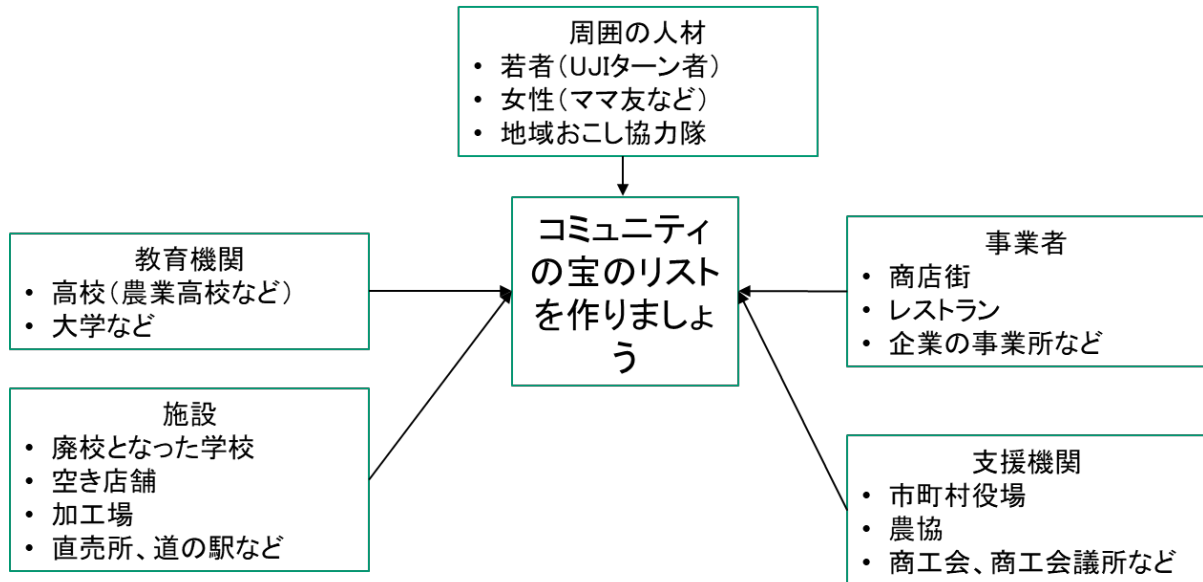 周囲の人材
• 若者（UJIターン者）
• 女性（ママ友など）
• 地域おこし協力隊
コミュニティ
の宝のリスト
を作りましょ
う
教育機関
• 高校（農業高校など）
• 大学など
施設
• 廃校となった学校
• 空き店舗
• 加工場
• 直売所、道の駅など
事業者
• 商店街
• レストラン
• 企業の事業所など
支援機関
• 市町村役場
• 農協
• 商工会、商工会議所など